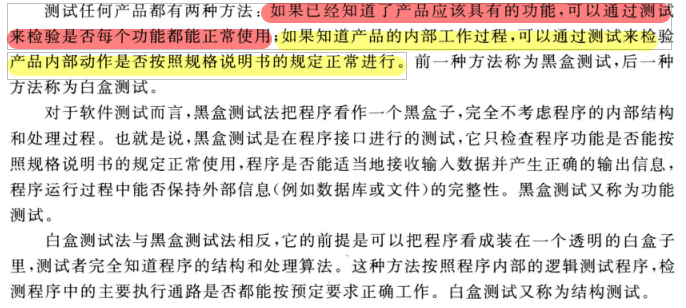 测试任何产品都有两种方法:如果已经知道了产品应该具有的功能,可以通过测试
来检验是否每个功能都能正常使用;如果知道产品的内部工作过程,可以通过测试来检验
产品内部动作是否按照规格说明书的规定正常进行。前一种方法称为黑盒测试,后一种
方法称为白盒测试。
对于软件测试而言,黑盒测试法把程序看作一个黑盒子,完全不考虑程序的内部结构
和处理过程。也就是说,黑盒测试是在程序接口进行的测试,它只检查程序功能是否能按
照规格说明书的规定正常使用,程序是否能适当地接收输入数据并产生正确的输出信息,
程序运行过程中能否保持外部信息(例如数据库或文件)的完整性。黑盒测试又称为功能
测试。
白盒测试法与黑盒测试法相反,它的前提是可以把程序看成装在一个透明的白盒子
里,测试者完全知道程序的结构和处理算法。这种方法按照程序内部的逻辑测试程序,检
测程序中的主要执行通路是否都能按预定要求正确工作。白盒测试又称为结构测试。